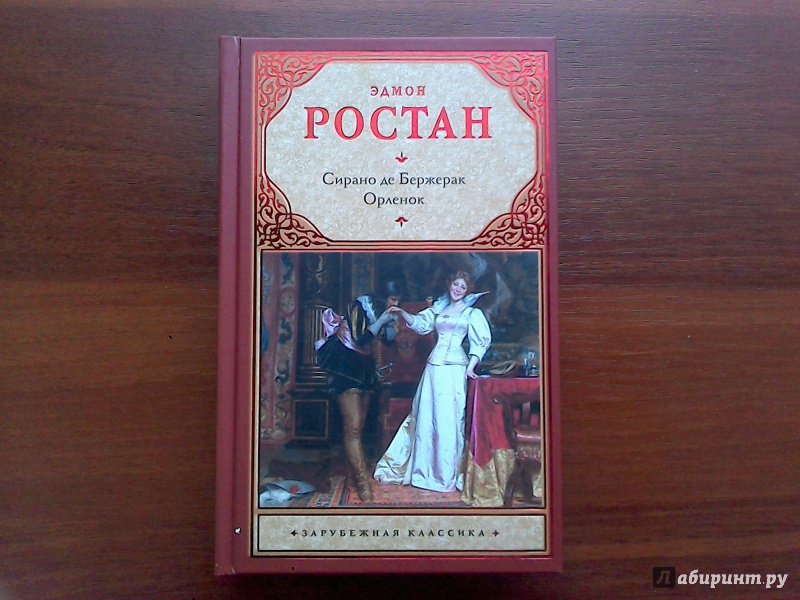 ЭДМОН
РОСТАН
Сирано де Бержерак
Орленок
ЗАРУБЕЖНАЯ КЛАССИКА
Лабиринт.ру